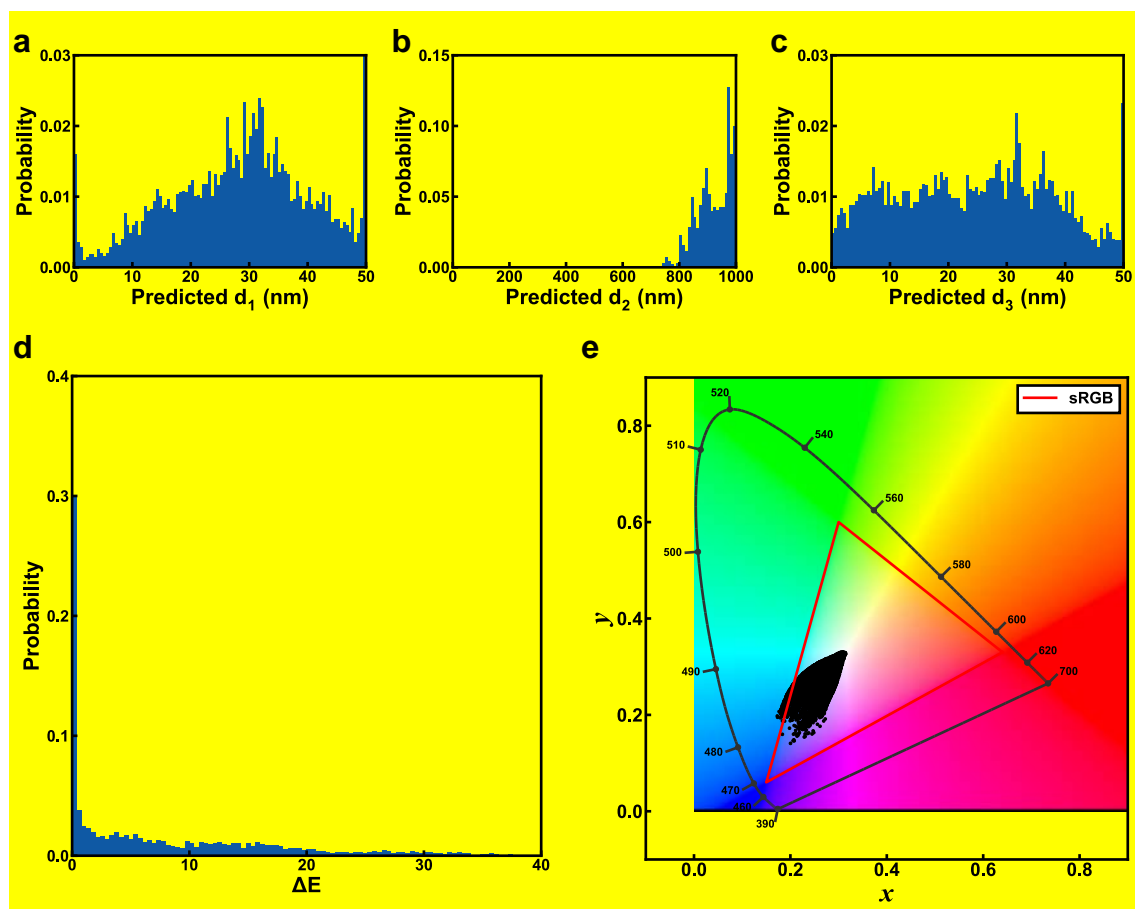 a
b
c
0.03
0.02
0.01
0.00
Probability
0 10 20 30 40 50
Predicted d1 (nm)
0.15
0.10
0.05
0.00
Probability
0 200 400 600 800 1000
Predicted d2 (nm)
0.03
0.02
0.01
0.00
Probability
0 10 20 30 40 50
Predicted d3 (nm)
d
0.4
0.3
0.2
0.1
0.0
Probability
0 10 20 30 40
ΔE
e
sRGB
0.8
0.6
0.4
0.2
0.0
y
520
540
510
560
500
580
600
620
490
700
480
470
460
390
0.0 0.2 0.4 0.6 0.8
x